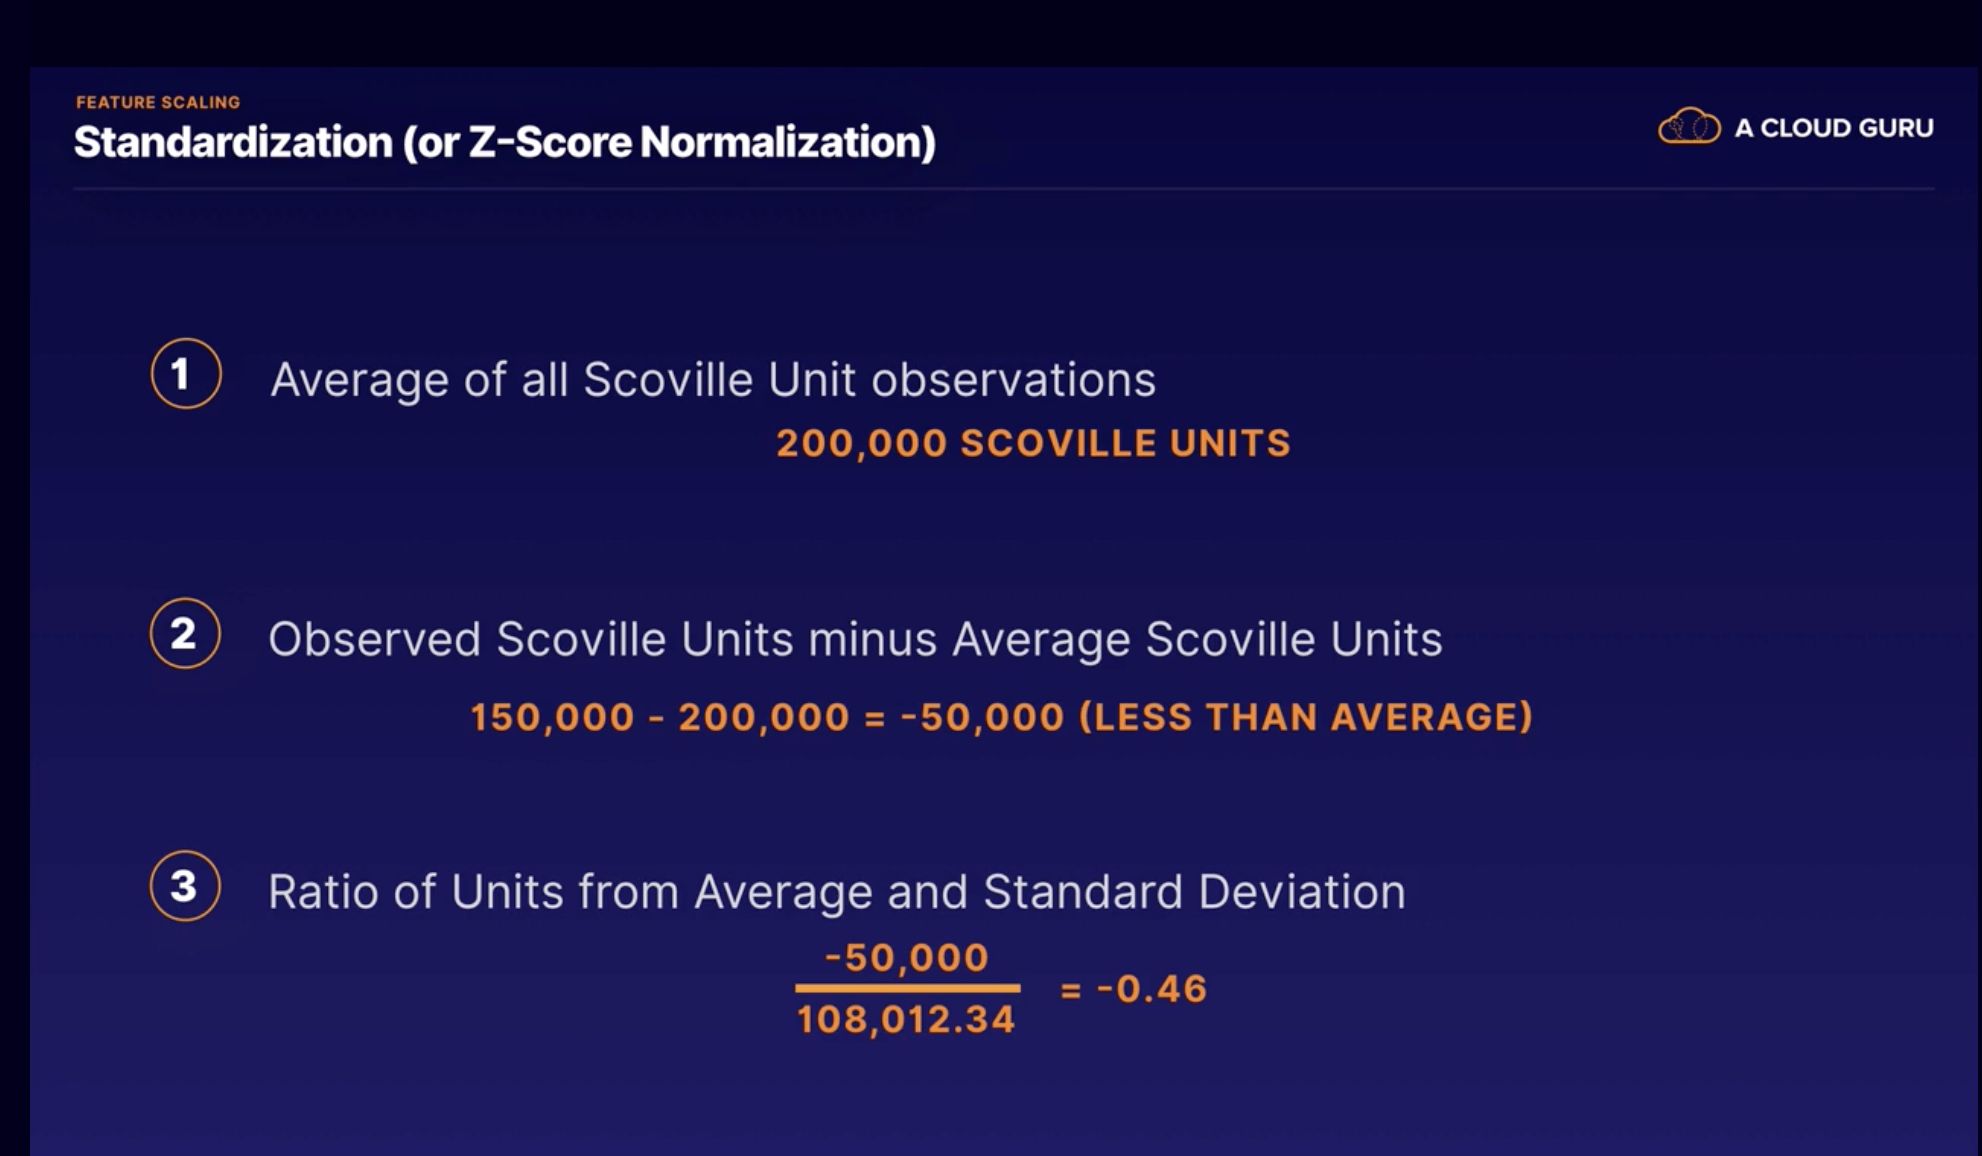 FEATURE SCALING
Standardization (or Z-Score Normalization)
A CLOUD GURU
1 Average of all Scoville Unit observations
200,000 SCOVILLE UNITS
2 Observed Scoville Units minus Average Scoville Units
150,000 - 200,000 = -50,000 (LESS THAN AVERAGE)
3 Ratio of Units from Average and Standard Deviation
-50,000
= -0.46
108,012.34